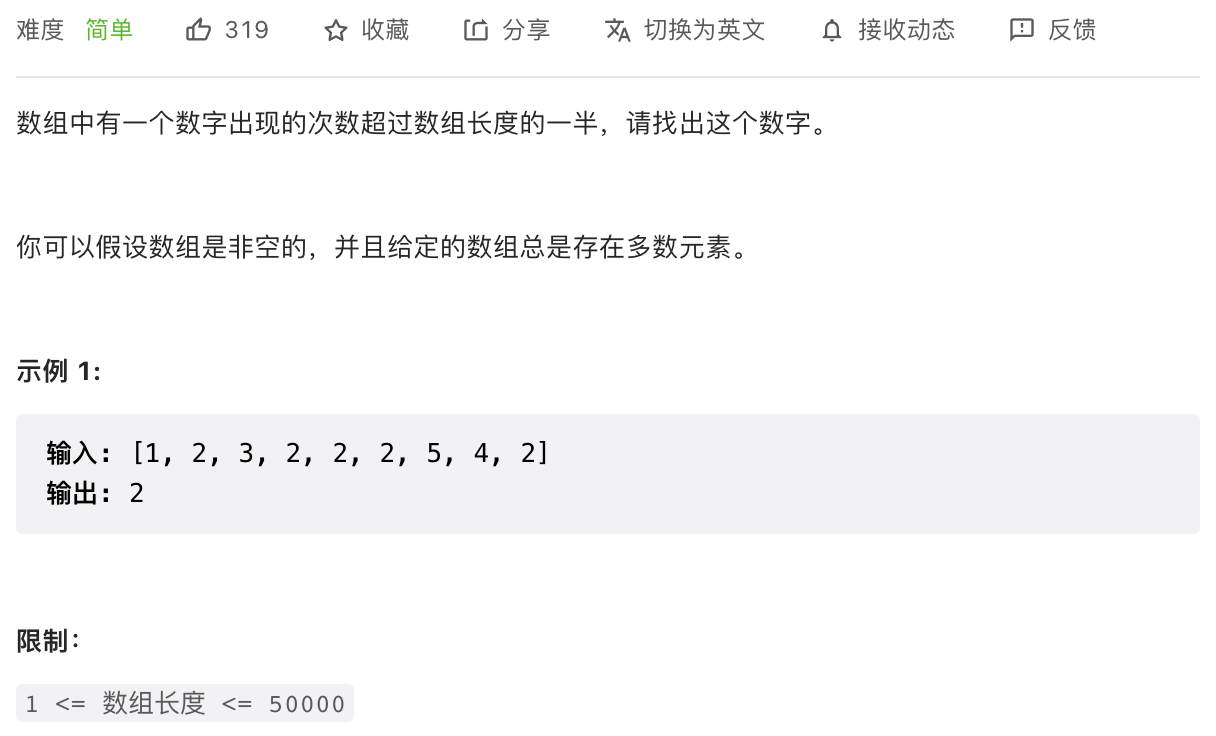 难度 简单 319 收藏 分享 切换为英文 接收动态 反馈
数组中有一个数字出现的次数超过数组长度的一半，请找出这个数字。
你可以假设数组是非空的，并且给定的数组总是存在多数元素。
示例 1:
输入: [1, 2, 3, 2, 2, 2, 5, 4, 2]
输出: 2
限制：
1 <= 数组长度 <= 50000